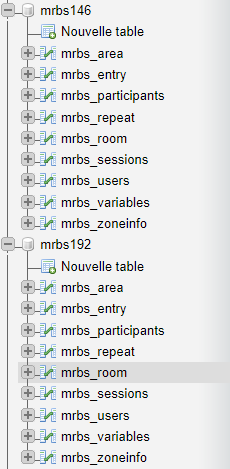 mrbs146
Nouvelle table
mrbs_area
mrbs_entry
mrbs_participants
mrbs_repeat
mrbs_room
mrbs_sessions
mrbs_users
mrbs_variables
mrbs_zoneinfo
mrbs192
Nouvelle table
mrbs_area
mrbs_entry
mrbs_participants
mrbs_repeat
mrbs_room
mrbs_sessions
mrbs_users
mrbs_variables
mrbs_zoneinfo